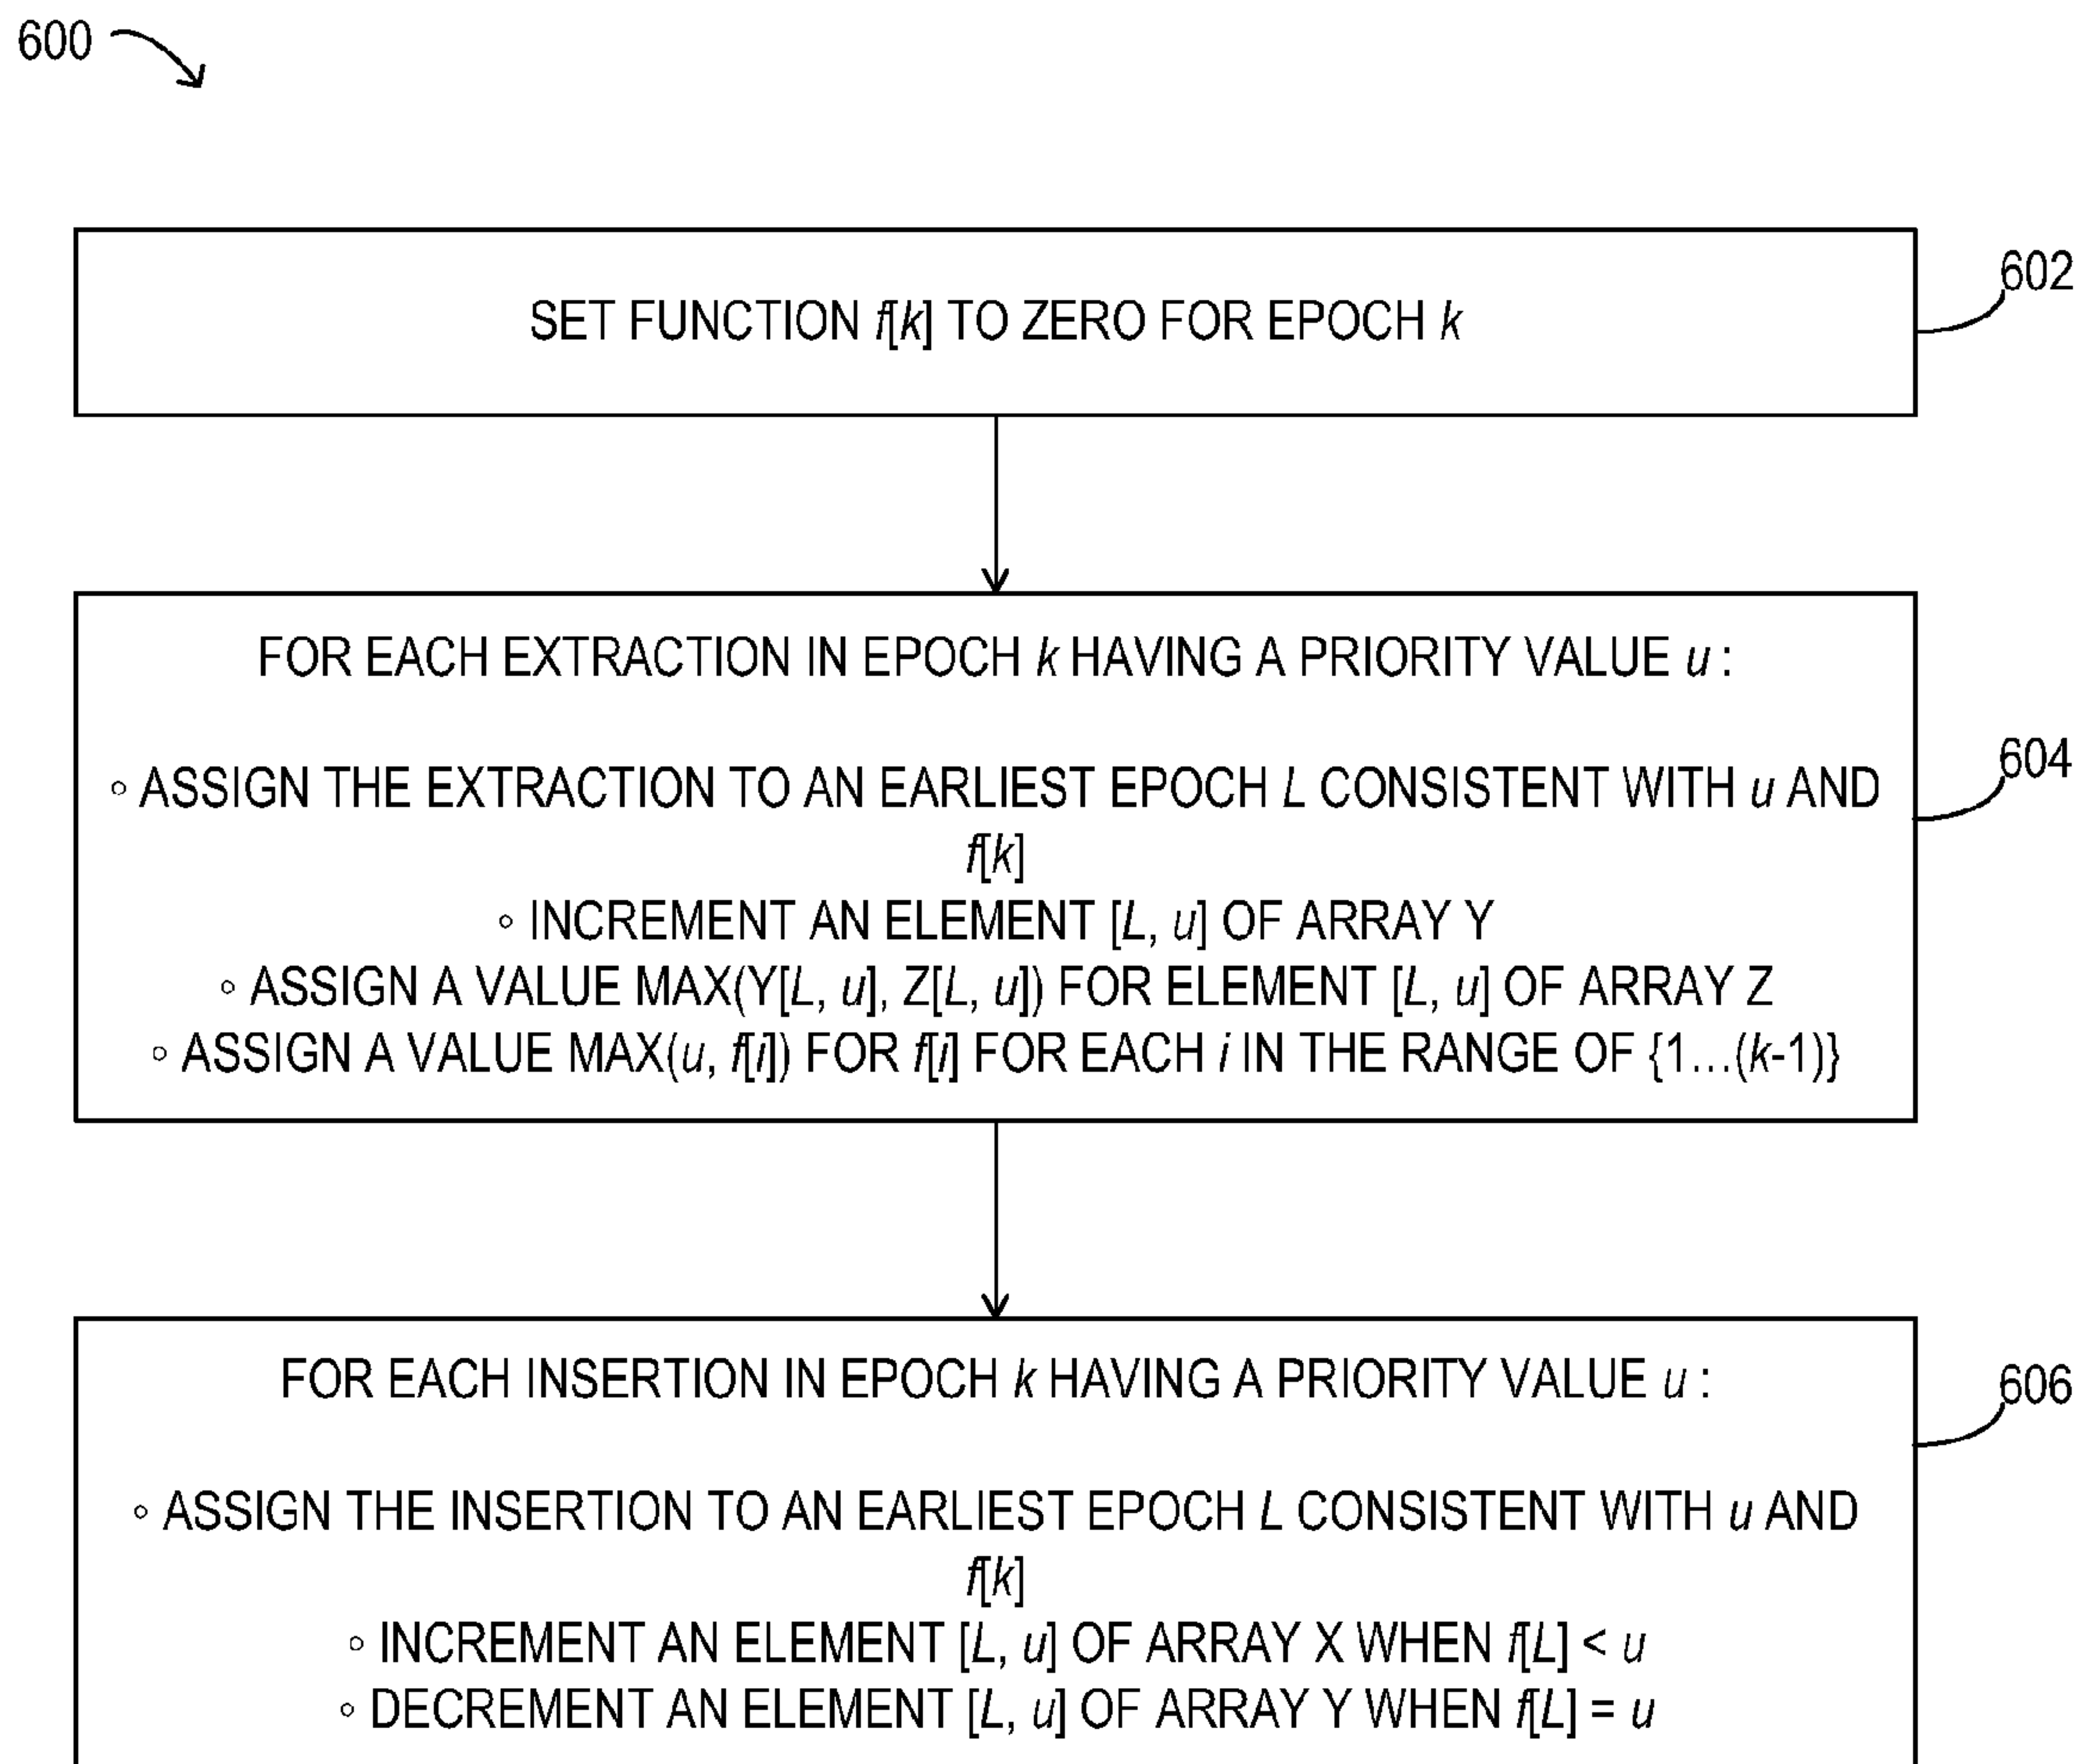 600
602
SET FUNCTION f[k] TO ZERO FOR EPOCH k
FOR EACH EXTRACTION IN EPOCH k HAVING A PRIORITY VALUE u :
604
◦ ASSIGN THE EXTRACTION TO AN EARLIEST EPOCH L CONSISTENT WITH u AND
f[k]
◦ INCREMENT AN ELEMENT [L, u] OF ARRAY Y
◦ ASSIGN A VALUE MAX(Y[L, u], Z[L, u]) FOR ELEMENT [L, u] OF ARRAY Z
◦ ASSIGN A VALUE MAX(u, f[i]) FOR f[i] FOR EACH i IN THE RANGE OF {1...(k-1)}
FOR EACH INSERTION IN EPOCH k HAVING A PRIORITY VALUE u :
606
◦ ASSIGN THE INSERTION TO AN EARLIEST EPOCH L CONSISTENT WITH u AND
f[k]
◦ INCREMENT AN ELEMENT [L, u] OF ARRAY X WHEN f[L] < u
◦ DECREMENT AN ELEMENT [L, u] OF ARRAY Y WHEN f[L] = u